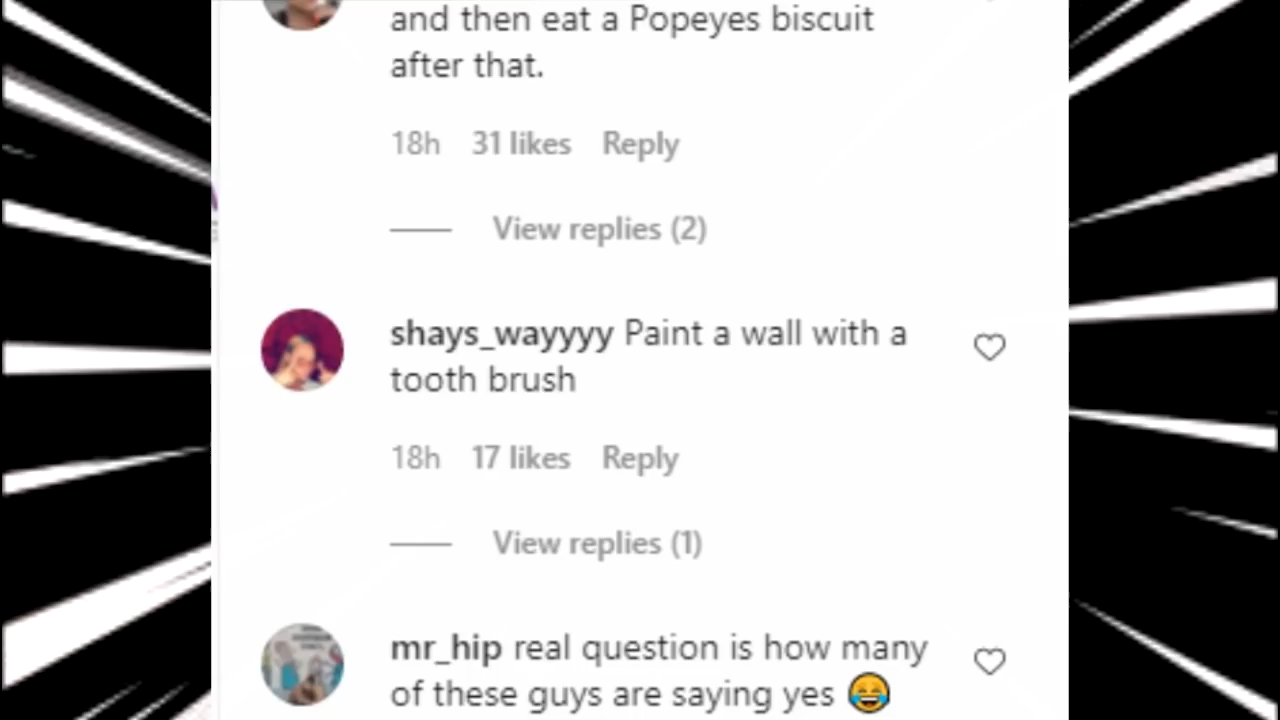 and then eat a Popeyes biscuit
after that.
18h 31 likes Reply
View replies (2)
shays_wayyyy Paint a wall with a
tooth brush
18h 17 likes Reply
View replies (1)
mr_hip real question is how many
of these guys are saying yes 😂